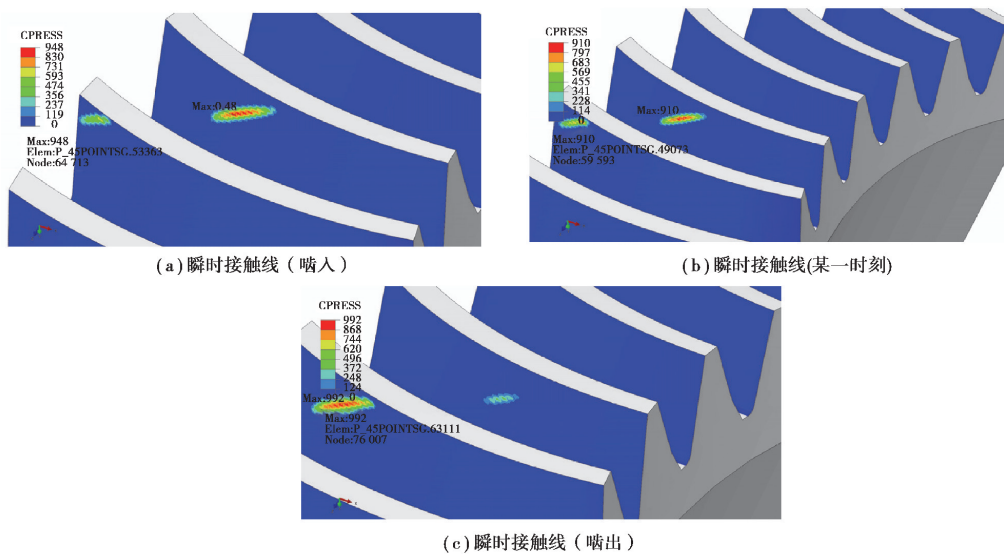 CPRESS
948
830
731
593
474
356
237
119
0
Max:0.48
Max:948
Elem:P_45POINTSG.53363
Node:64 713
(a)瞬时接触线（啮入）
CPRESS
910
797
683
569
455
341
228
114
0
Max:910
Max:910
Elem:P_45POINTSG.49073
Node:59 593
(b)瞬时接触线(某一时刻)
CPRESS
992
868
744
620
496
372
248
124
0
Max:992
Max:992
Elem:P_45POINTSG.63111
Node:76 007
(c)瞬时接触线（啮出）